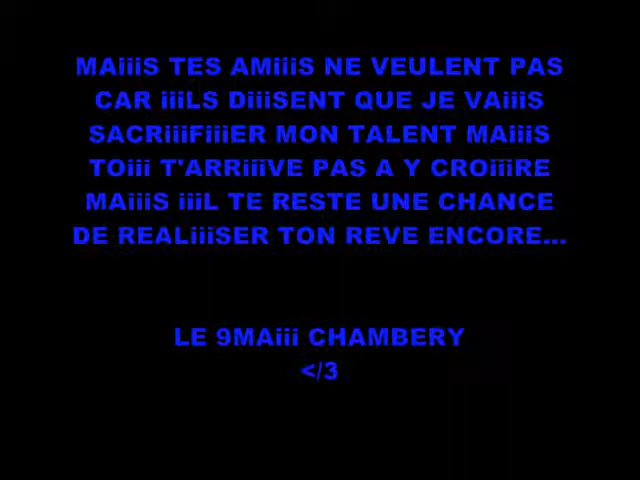 MAiiiS TES AMiiiS NE VEULENT PAS
CAR iiiLS DiiiSENT QUE JE VAiiiS
SACRiiiFiiiER MON TALENT MAiiiS
TOiii T'ARRiiiVE PAS A Y CROiiiRE
MAiiiS iiiL TE RESTE UNE CHANCE
DE REALiiiSER TON REVE ENCORE...
LE 9MAiii CHAMBERY
</3